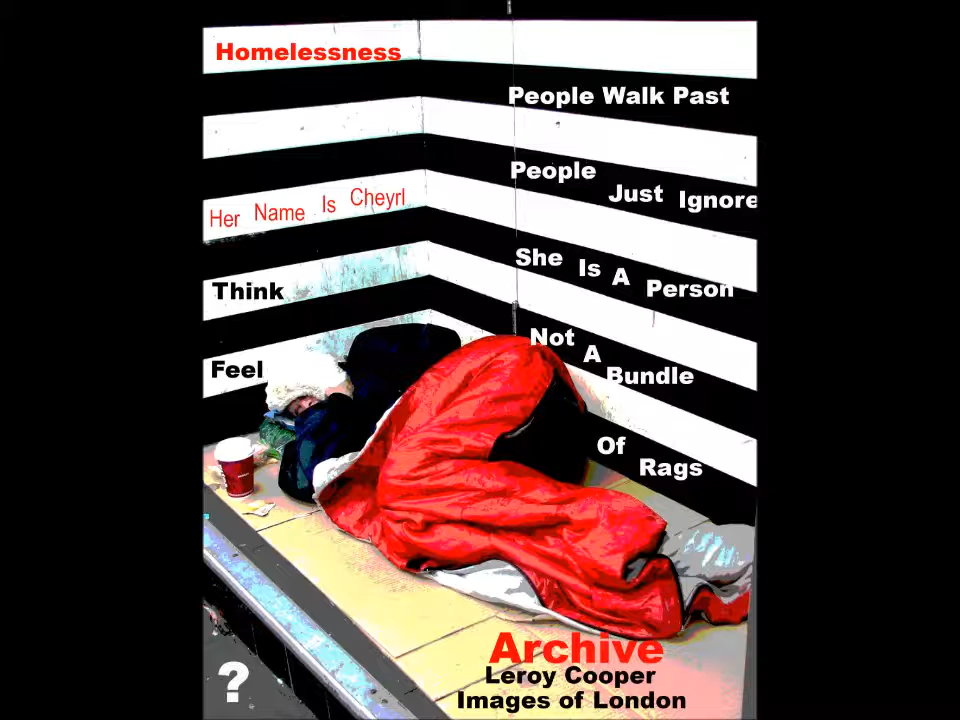 Homelessness
People Walk Past
People Just Ignore
Her Name Is Cheyrl
She Is A Person
Think
Not A Bundle
Feel
Of Rags
Archive
Leroy Cooper
Images of London
?